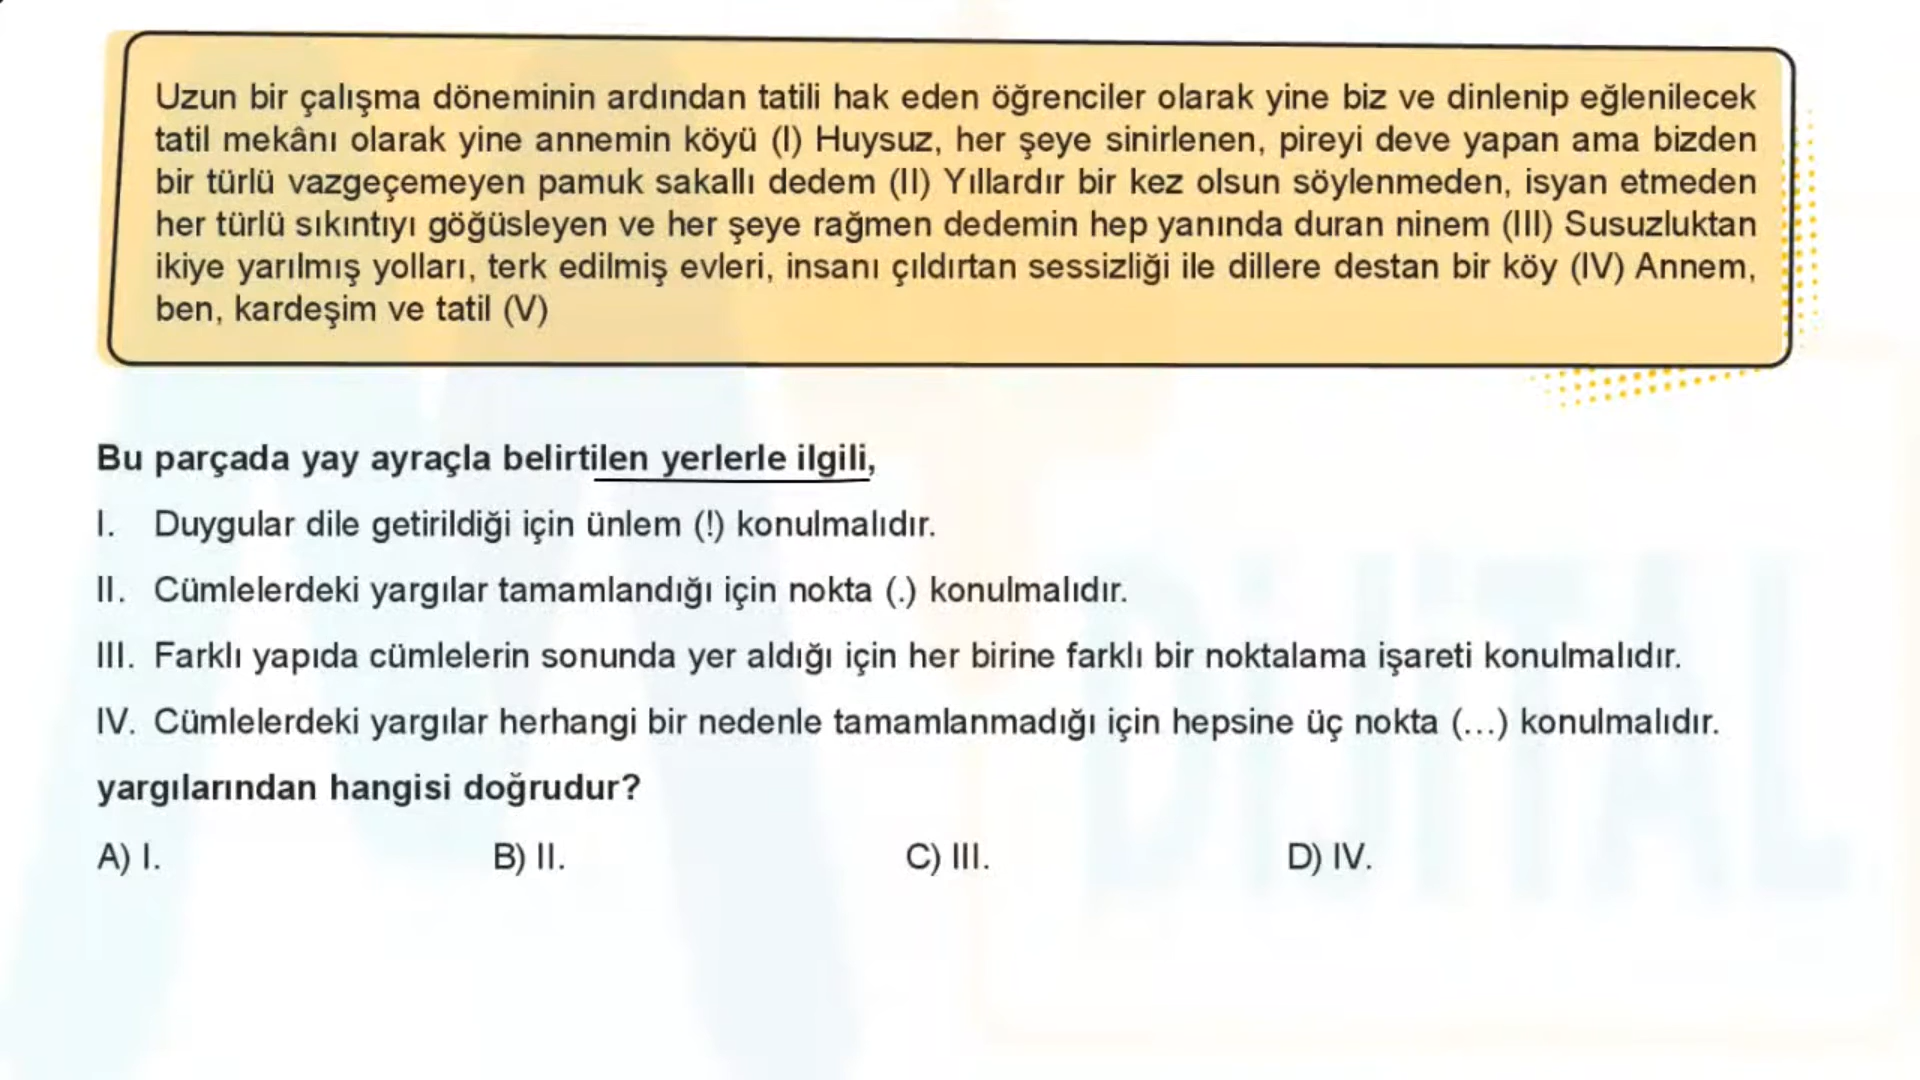 Uzun bir çalışma döneminin ardından tatili hak eden öğrenciler olarak yine biz ve dinlenip eğlenilecek
tatil mekânı olarak yine annemin köyü (I) Huysuz, her şeye sinirlenen, pireyi deve yapan ama bizden
bir türlü vazgeçemeyen pamuk sakallı dedem (II) Yıllardır bir kez olsun söylenmeden, isyan etmeden
her türlü sıkıntıyı göğüsleyen ve her şeye rağmen dedemin hep yanında duran ninem (III) Susuzluktan
ikiye yarılmış yolları, terk edilmiş evleri, insanı çıldırtan sessizliği ile dillere destan bir köy (IV) Annem,
ben, kardeşim ve tatil (V)
Bu parçada yay ayraçla belirtilen yerlerle ilgili,
I. Duygular dile getirildiği için ünlem (!) konulmalıdır.
II. Cümlelerdeki yargılar tamamlandığı için nokta (.) konulmalıdır.
III. Farklı yapıda cümlelerin sonunda yer aldığı için her birine farklı bir noktalama işareti konulmalıdır.
IV. Cümlelerdeki yargılar herhangi bir nedenle tamamlanmadığı için hepsine üç nokta (...) konulmalıdır.
yargılarından hangisi doğrudur?
A) I. B) II. C) III. D) IV.
DİJİTAL